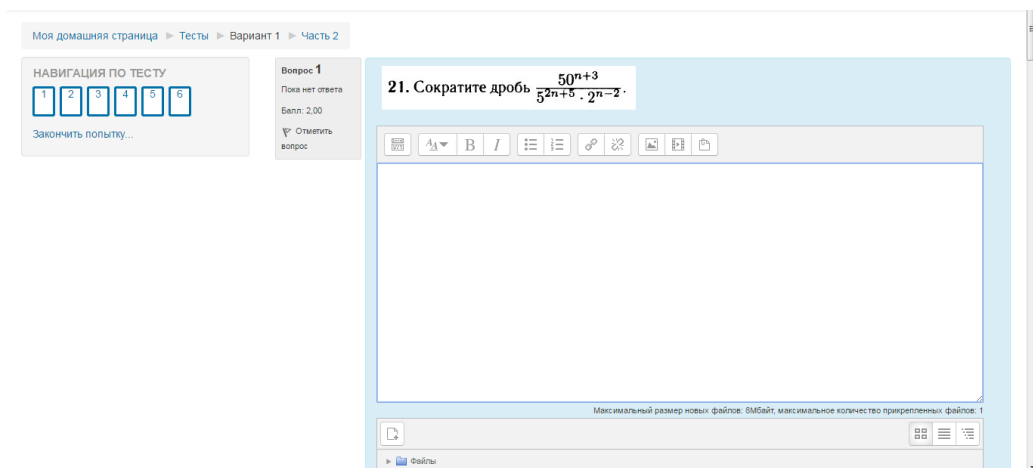 Моя домашняя страница ► Тесты ► Вариант 1 ► Часть 2
НАВИГАЦИЯ ПО ТЕСТУ
1 2 3 4 5 6
Закончить попытку...
Вопрос 1
Пока нет ответа
Балл: 2,00
Отметить
вопрос
21. Сократите дробь 50^{n+3} / (5^{2n+5} · 2^{n−2}).
Максимальный размер новых файлов: 6Мбайт, максимальное количество прикрепленных файлов: 1
► Файлы